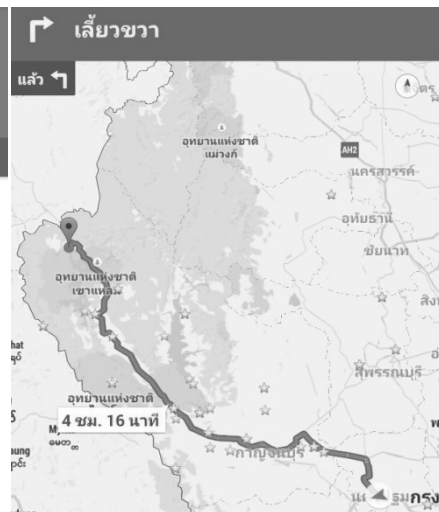 เลี้ยวขวา
แล้ว
อุทยานแห่งชาติ
แม่วงก์
AH2
นครสวรรค์
อุทัยธานี
ชัยนาท
อุทยานแห่งชาติ
เขาแหลม
สุพรรณบุรี
อุทยานแห่งชาติ
4 ชม. 16 นาที
กาญจนบุรี
กรุง